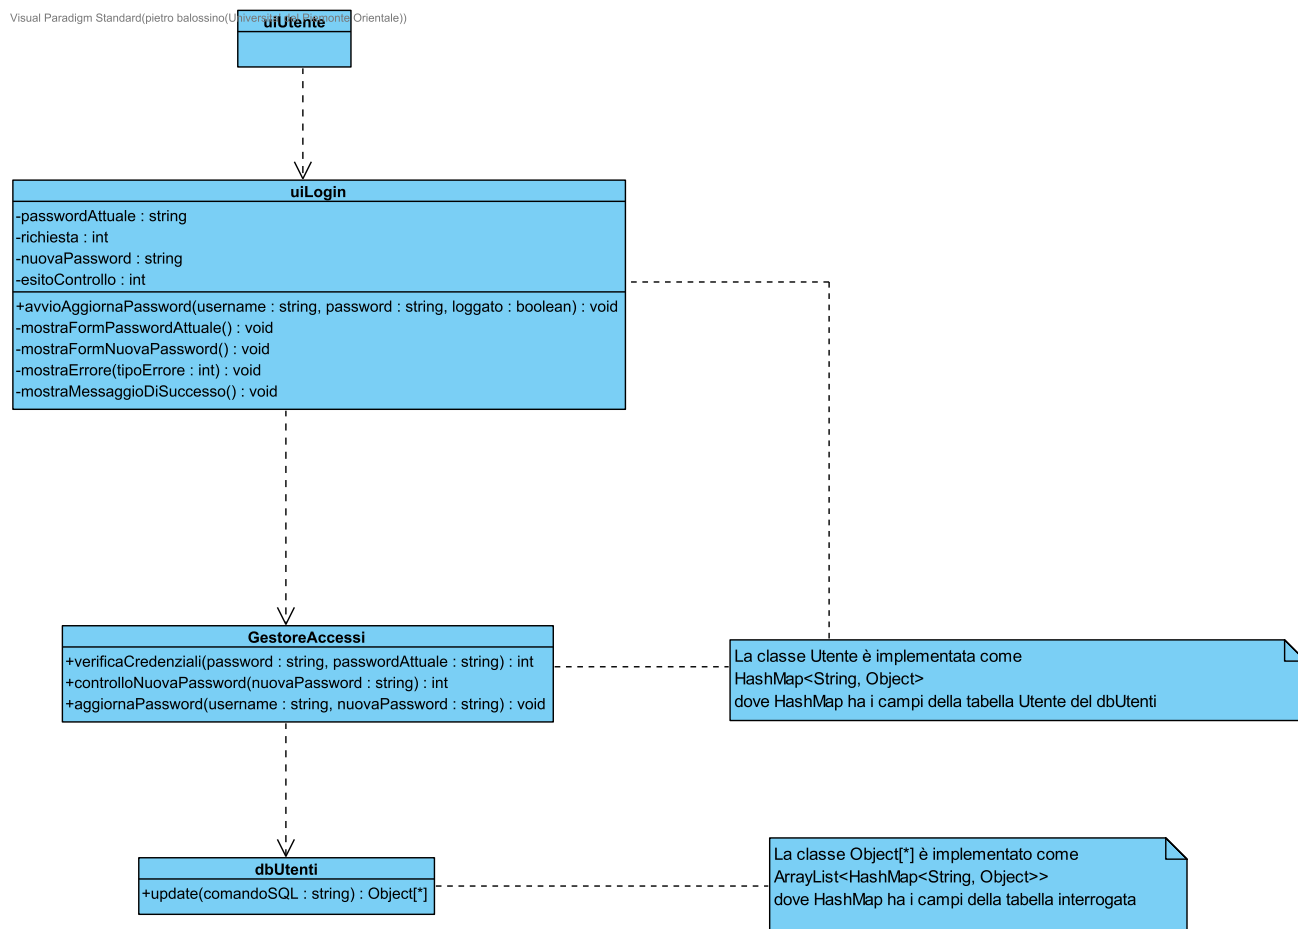 Visual Paradigm Standard(pietro balossino(Università del Piemonte Orientale))
uiUtente
uiLogin
-passwordAttuale : string
-richiesta : int
-nuovaPassword : string
-esitoControllo : int
+avvioAggiornaPassword(username : string, password : string, loggato : boolean) : void
-mostraFormPasswordAttuale() : void
-mostraFormNuovaPassword() : void
-mostraErrore(tipoErrore : int) : void
-mostraMessaggioDiSuccesso() : void
GestoreAccessi
+verificaCredenziali(password : string, passwordAttuale : string) : int
+controlloNuovaPassword(nuovaPassword : string) : int
+aggiornaPassword(username : string, nuovaPassword : string) : void
La classe Utente è implementata come
HashMap<String, Object>
dove HashMap ha i campi della tabella Utente del dbUtenti
dbUtenti
+update(comandoSQL : string) : Object[*]
La classe Object[*] è implementato come
ArrayList<HashMap<String, Object>>
dove HashMap ha i campi della tabella interrogata